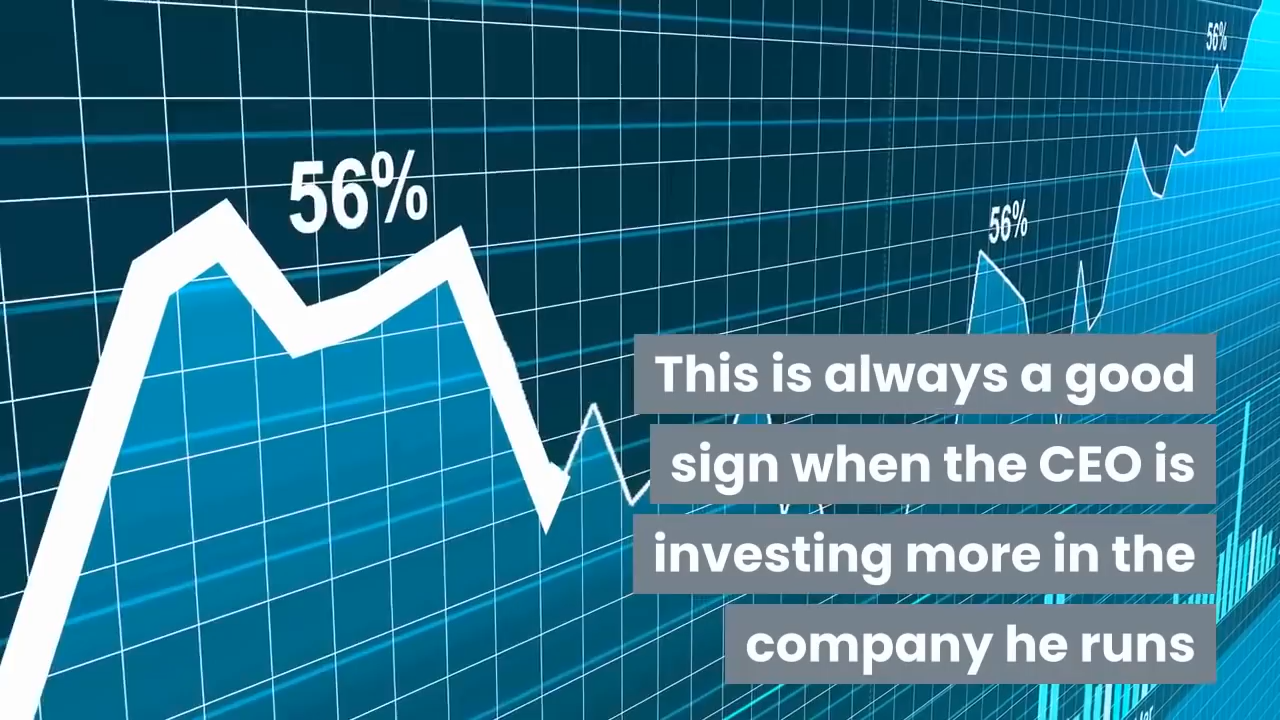 56%
56%
56%
This is always a good
sign when the CEO is
investing more in the
company he runs